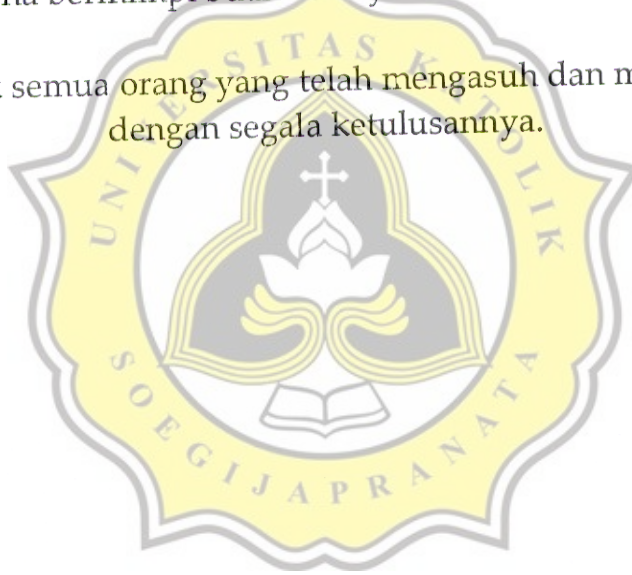 semua orang yang telah mengasuh dan m
dengan segala ketulusannya.
UNIVERSITAS KATOLIK
SOEGIJAPRANATA